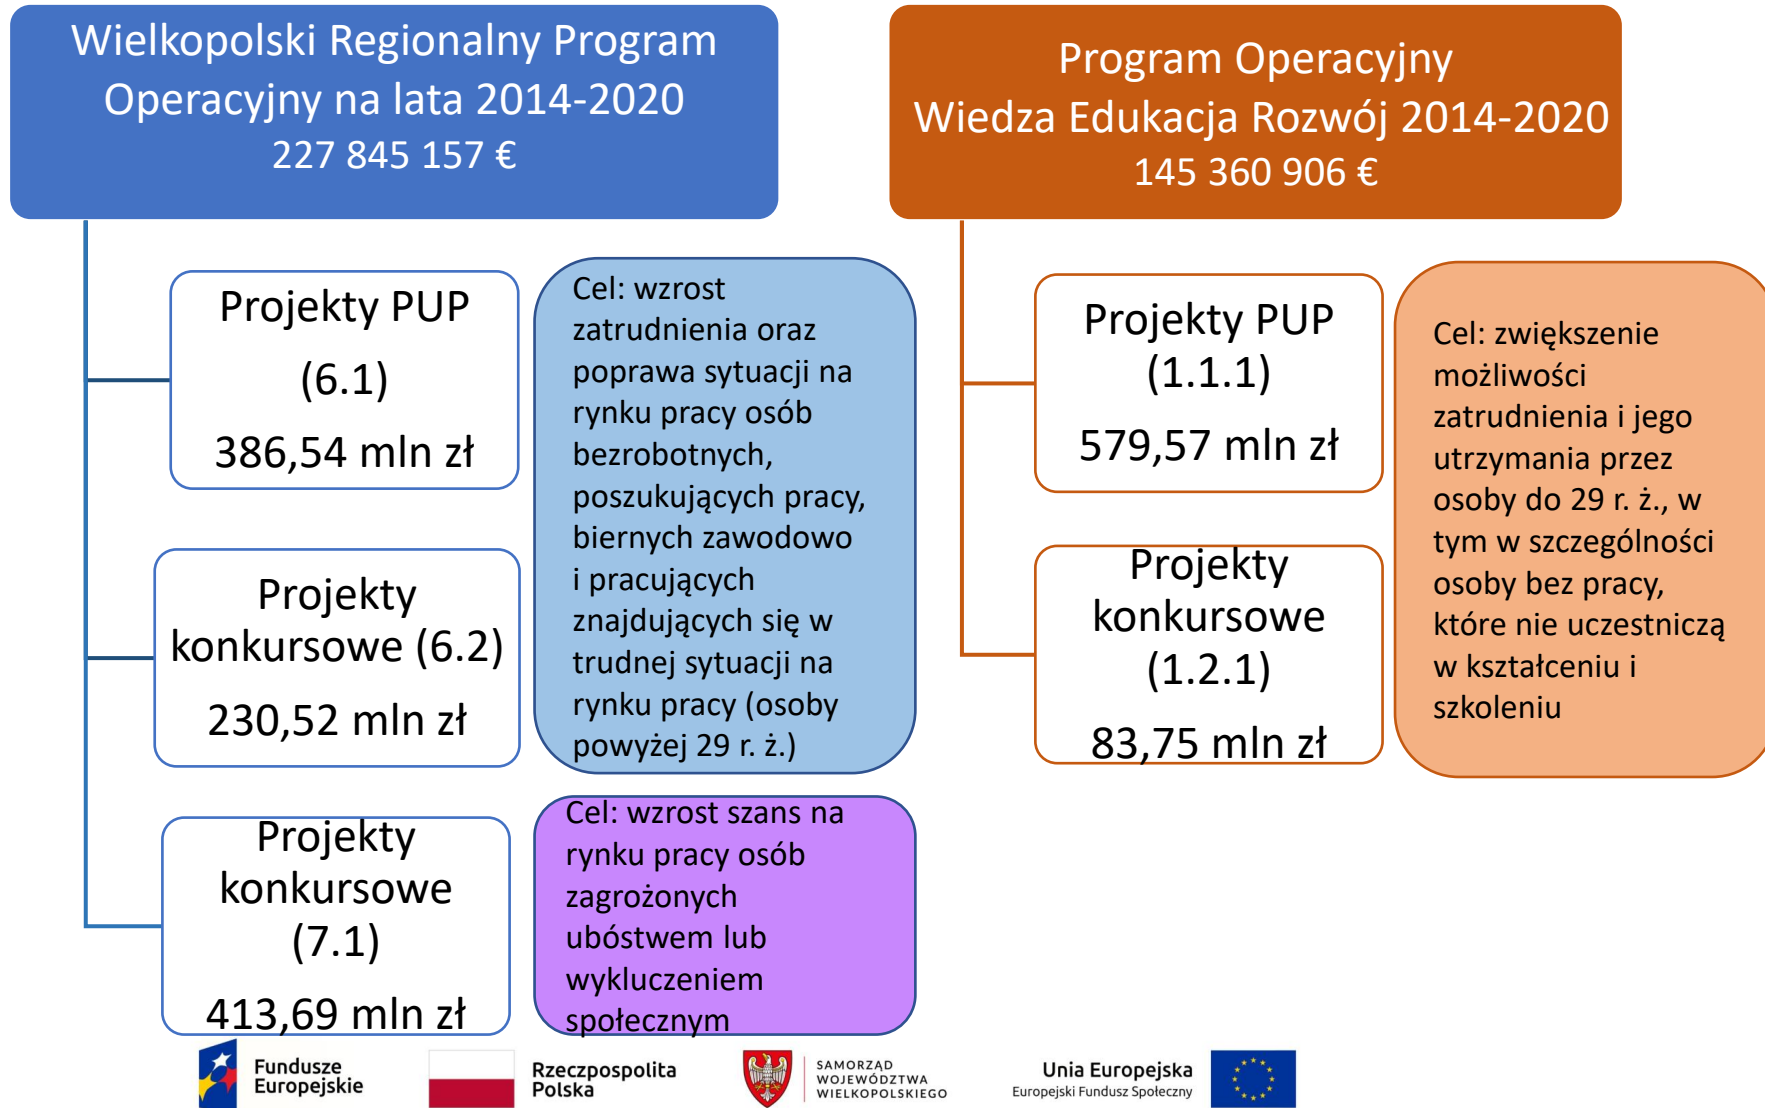 Wielkopolski Regionalny Program
Operacyjny na lata 2014-2020
227 845 157 €
Projekty PUP
(6.1)
386,54 mln zł
Projekty
konkursowe (6.2)
230,52 mln zł
Projekty
konkursowe
(7.1)
413,69 mln zł
Cel: wzrost
zatrudnienia oraz
poprawa sytuacji na
rynku pracy osób
bezrobotnych,
poszukujących pracy,
biernych zawodowo
i pracujących
znajdujących się w
trudnej sytuacji na
rynku pracy (osoby
powyżej 29 r. ż.)
Cel: wzrost szans na
rynku pracy osób
zagrożonych
ubóstwem lub
wykluczeniem
społecznym
Program Operacyjny
Wiedza Edukacja Rozwój 2014-2020
145 360 906 €
Projekty PUP
(1.1.1)
579,57 mln zł
Projekty
konkursowe
(1.2.1)
83,75 mln zł
Cel: zwiększenie
możliwości
zatrudnienia i jego
utrzymania przez
osoby do 29 r. ż., w
tym w szczególności
osoby bez pracy,
które nie uczestniczą
w kształceniu i
szkoleniu
Fundusze
Europejskie
Rzeczpospolita
Polska
SAMORZĄD
WOJEWÓDZTWA
WIELKOPOLSKIEGO
Unia Europejska
Europejski Fundusz Społeczny